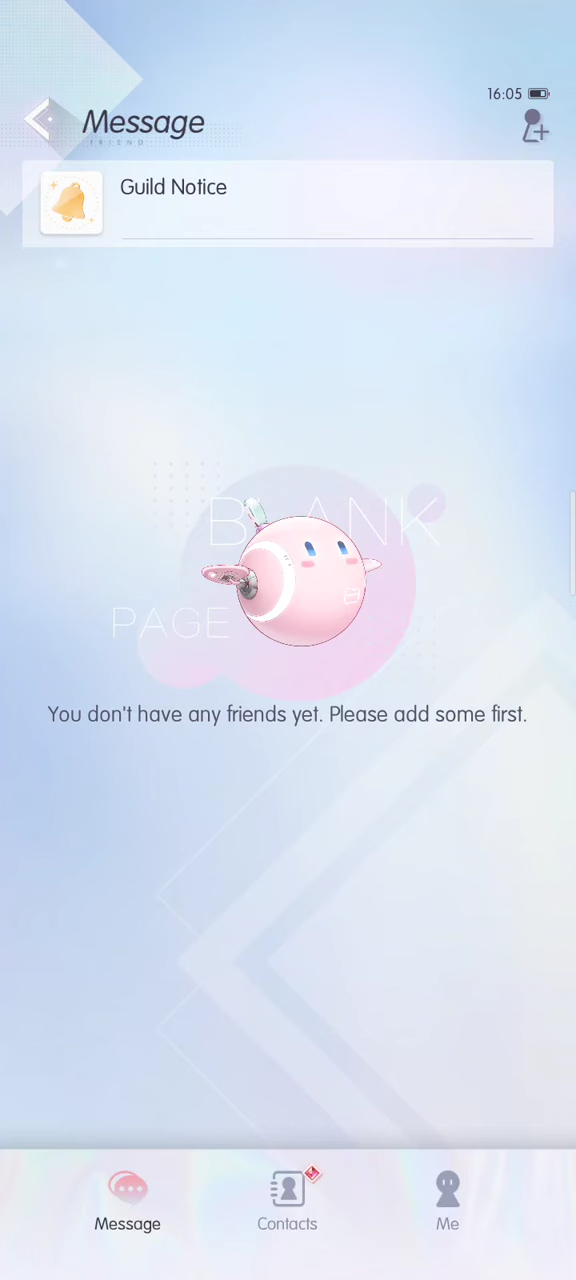 16:05
Message
FRIEND
Guild Notice
BLANK
PAGE
You don't have any friends yet. Please add some first.
Message
Contacts
Me